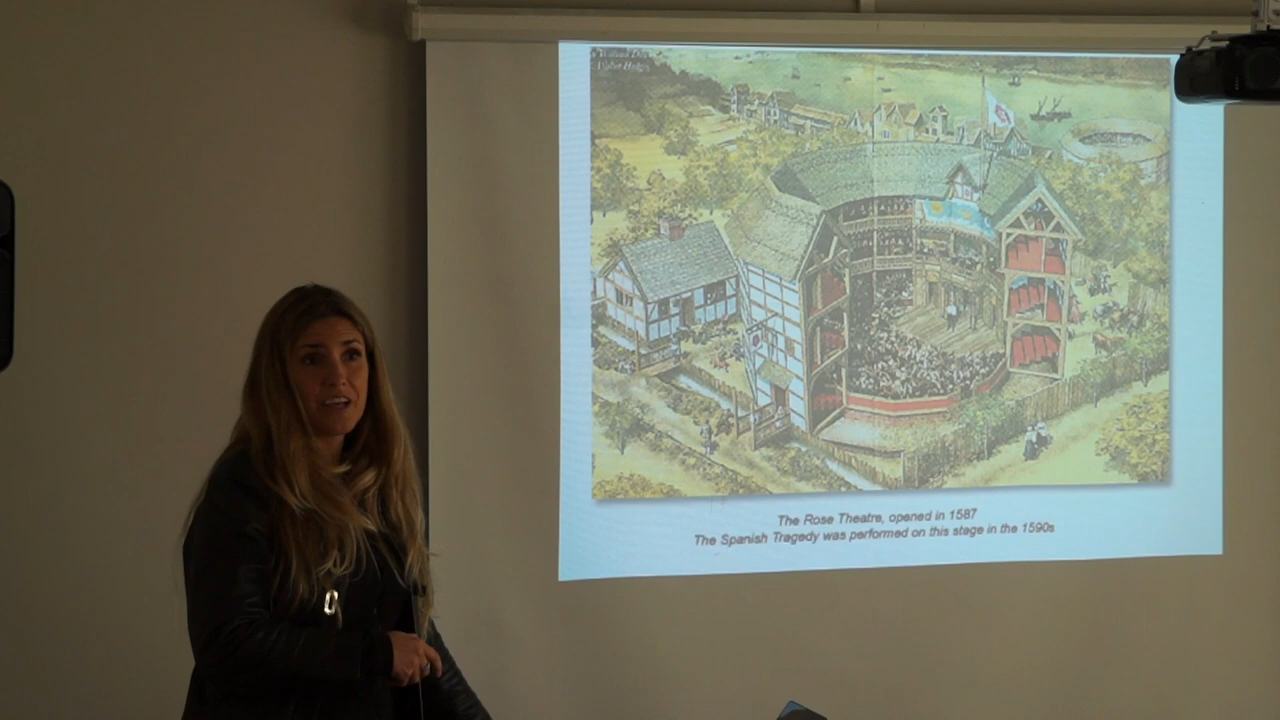 The Rose Theatre, opened in 1587
The Spanish Tragedy was performed on this stage in the 1590s